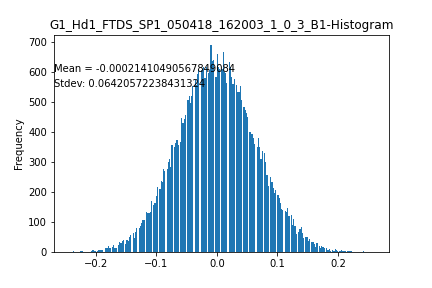 G1_Hd1_FTDS_SP1_050418_162003_1_0_3_B1-Histogram
700
Mean = -0.00021410490567849084
600
Stdev: 0.06420572238431324
500
Frequency
400
300
200
100
0
−0.2 −0.1 0.0 0.1 0.2